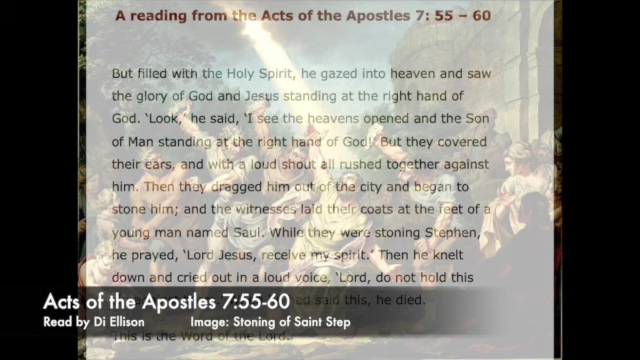 A reading from the Acts of the Apostles 7: 55 – 60
But filled with the Holy Spirit, he gazed into heaven and saw
the glory of God and Jesus standing at the right hand of
God. ‘Look,’ he said, ‘I see the heavens opened and the Son
of Man standing at the right hand of God!’ But they covered
their ears, and with a loud shout all rushed together against
him. Then they dragged him out of the city and began to
stone him; and the witnesses laid their coats at the feet of a
young man named Saul. While they were stoning Stephen,
he prayed, ‘Lord Jesus, receive my spirit.’ Then he knelt
down and cried out in a loud voice, ‘Lord, do not hold this
said this, he died.
Acts of the Apostles 7:55-60
Read by Di Ellison Image: Stoning of Saint Step
This is the Word of the Lord.